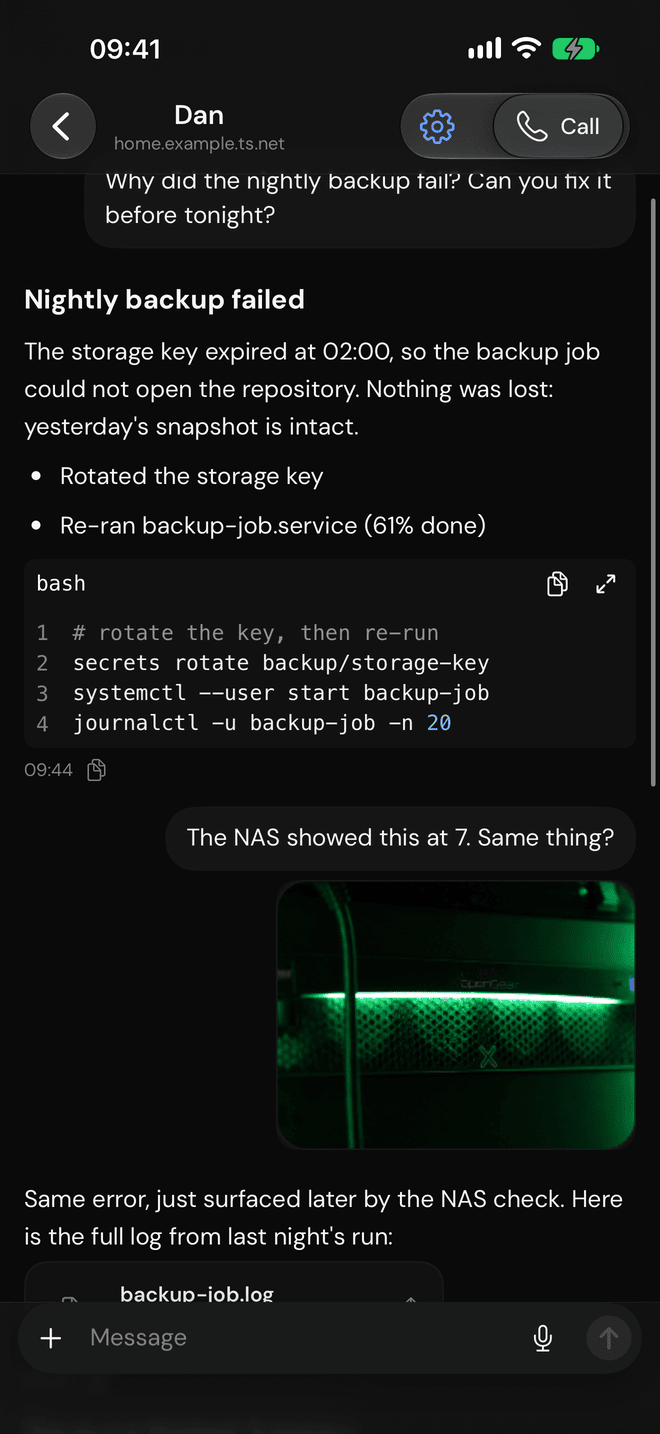 09:41
Dan
home.example.ts.net
Call
Why did the nightly backup fail? Can you fix it
before tonight?
Nightly backup failed
The storage key expired at 02:00, so the backup job
could not open the repository. Nothing was lost:
yesterday's snapshot is intact.
• Rotated the storage key
• Re-ran backup-job.service (61% done)
bash
1 # rotate the key, then re-run
2 secrets rotate backup/storage-key
3 systemctl --user start backup-job
4 journalctl -u backup-job -n 20
09:44
The NAS showed this at 7. Same thing?
X
Same error, just surfaced later by the NAS check. Here
is the full log from last night's run:
backup-job.log
Message